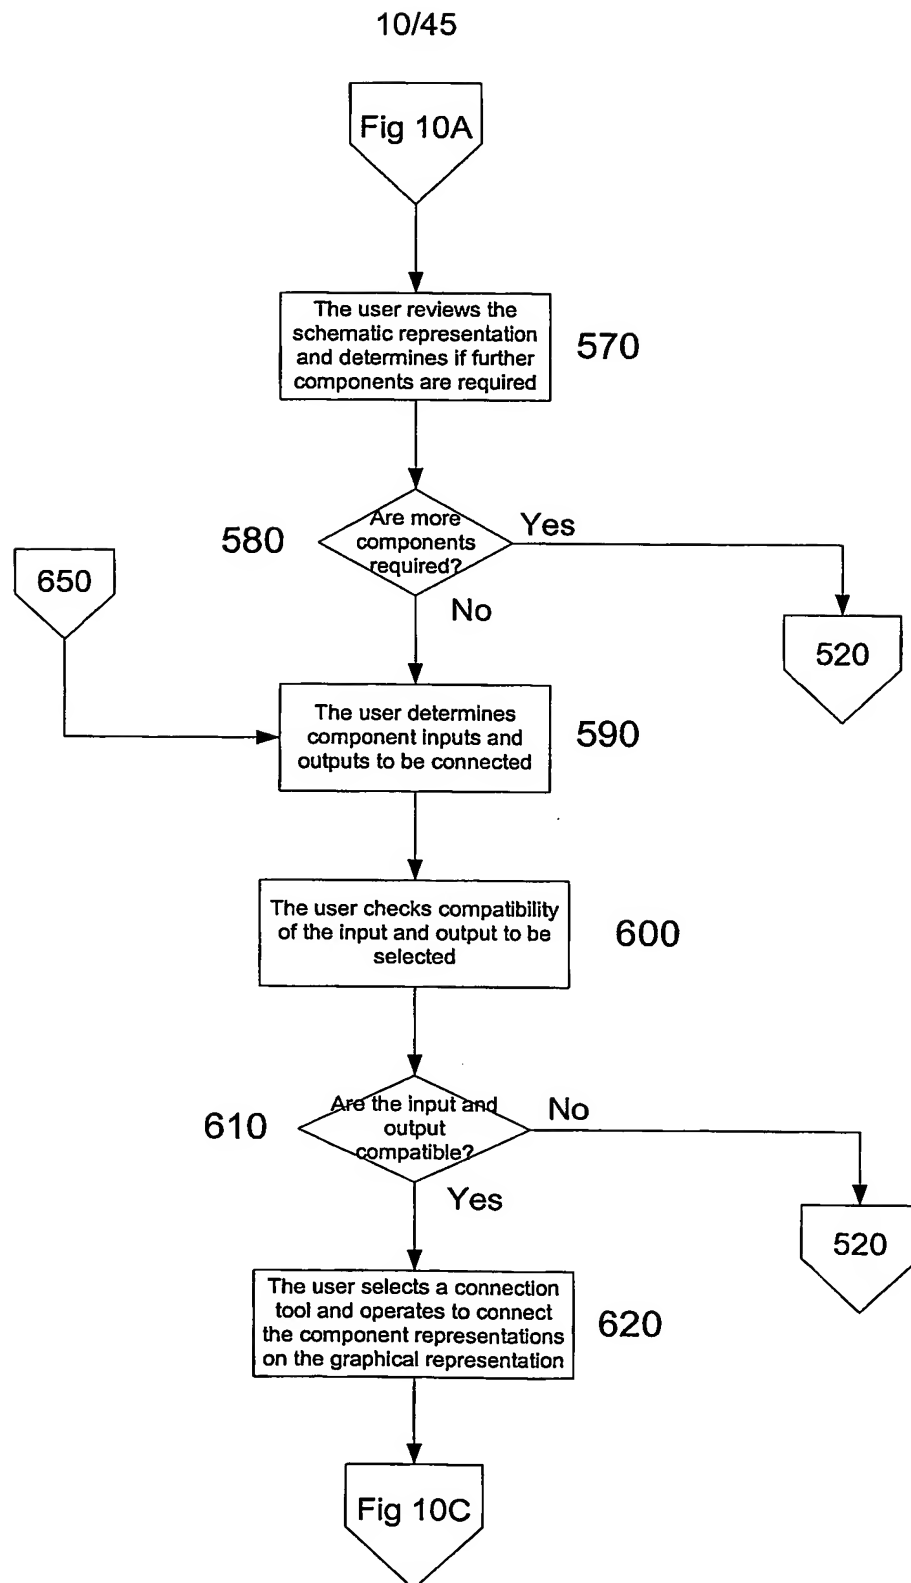 10/45
Fig 10A
The user reviews the
schematic representation
and determines if further
components are required
570
580
Are more
components
required?
Yes
No
650
520
The user determines
component inputs and
outputs to be connected
590
The user checks compatibility
of the input and output to be
selected
600
610
Are the input and
output
compatible?
No
Yes
520
The user selects a connection
tool and operates to connect
the component representations
on the graphical representation
620
Fig 10C